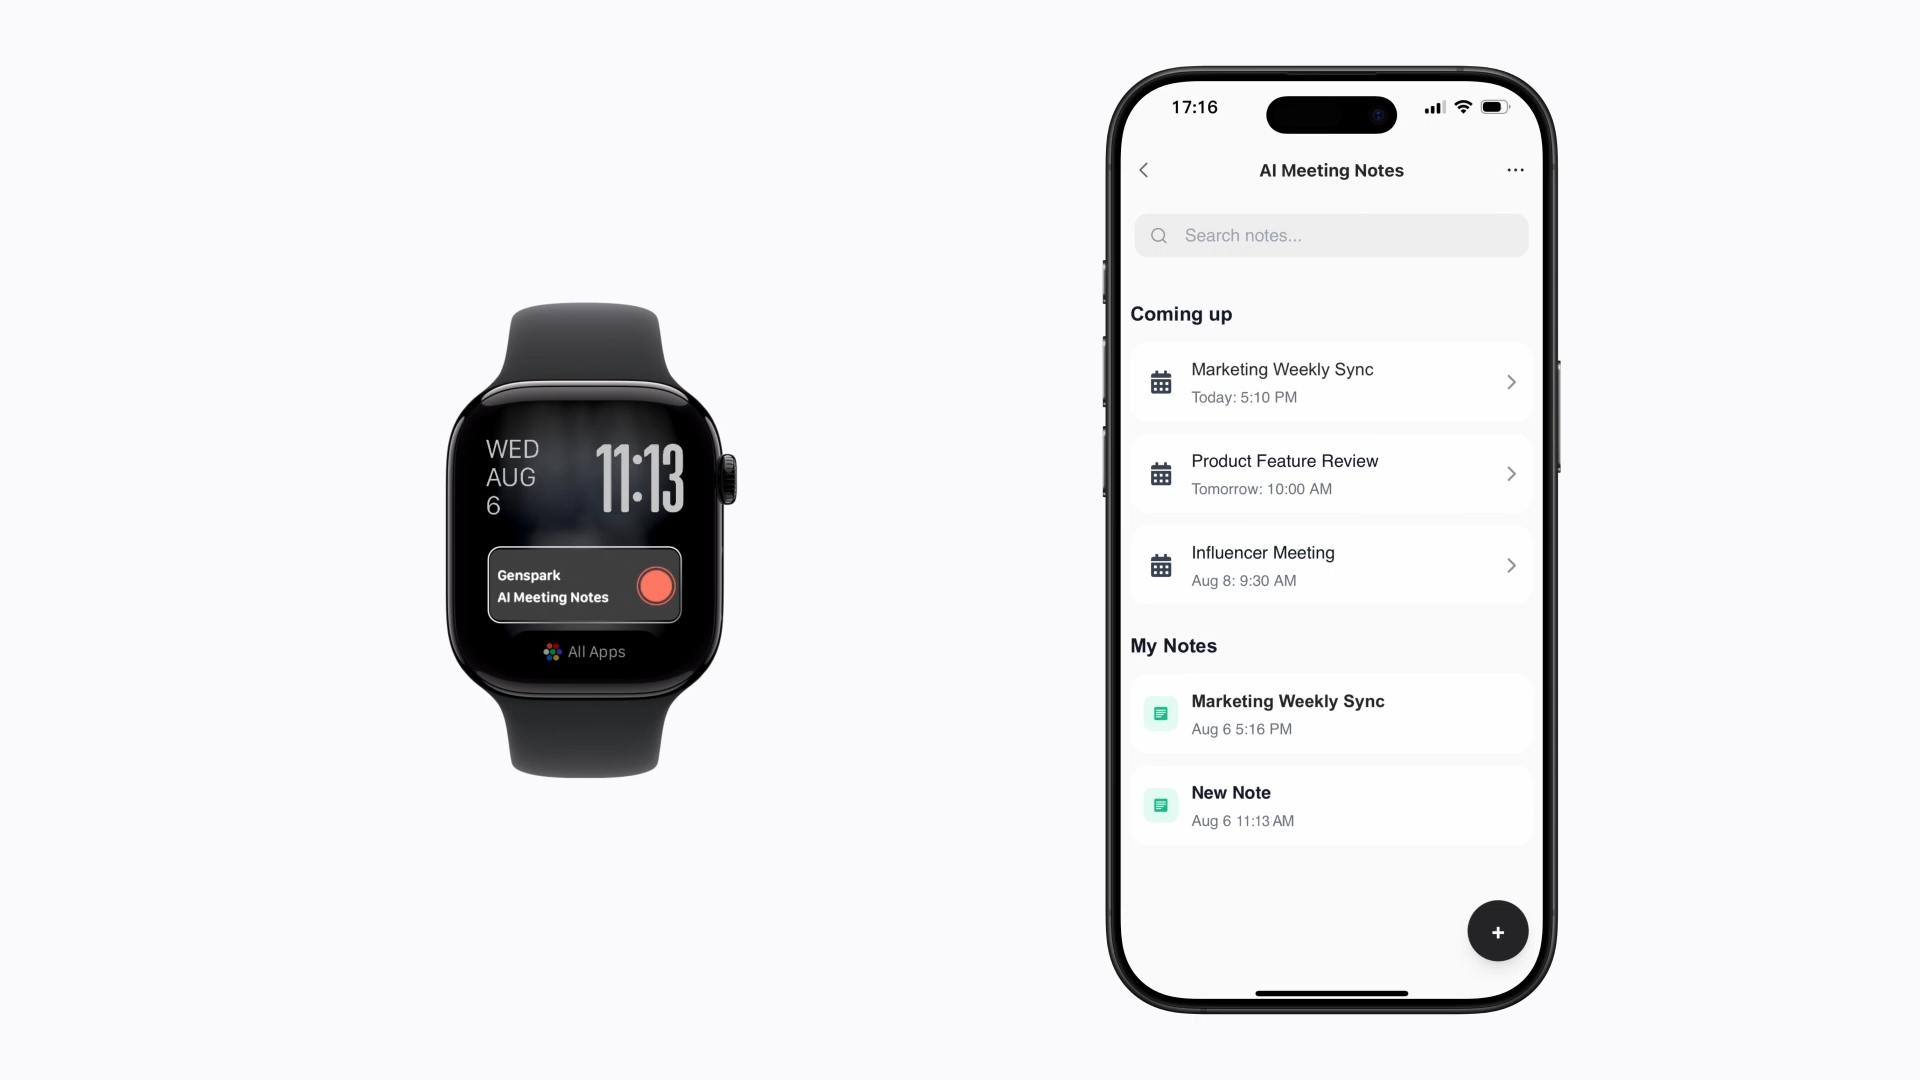 WED
AUG
6
11:13
Genspark
AI Meeting Notes
All Apps
17:16
AI Meeting Notes
Search notes...
Coming up
Marketing Weekly Sync
Today: 5:10 PM
Product Feature Review
Tomorrow: 10:00 AM
Influencer Meeting
Aug 8: 9:30 AM
My Notes
Marketing Weekly Sync
Aug 6 5:16 PM
New Note
Aug 6 11:13 AM